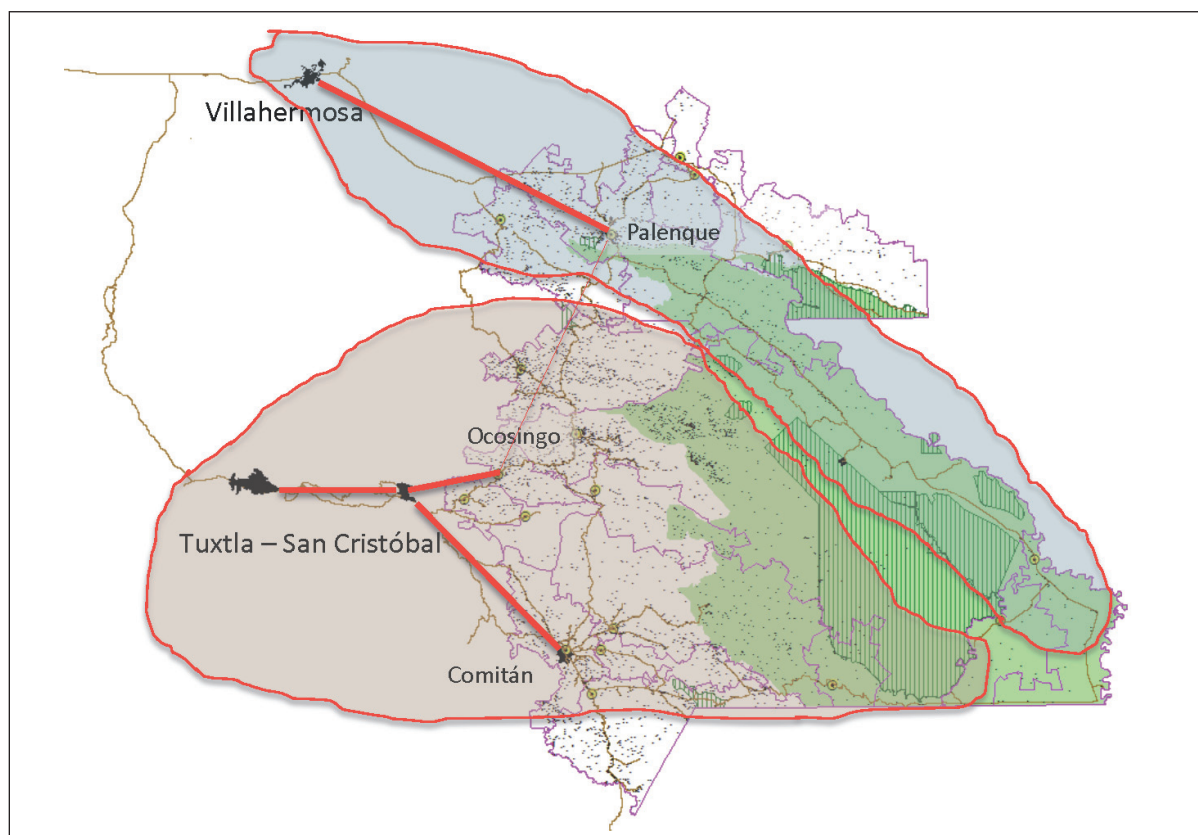 Villahermosa
Palenque
Ocosingo
Tuxtla – San Cristóbal
Comitán